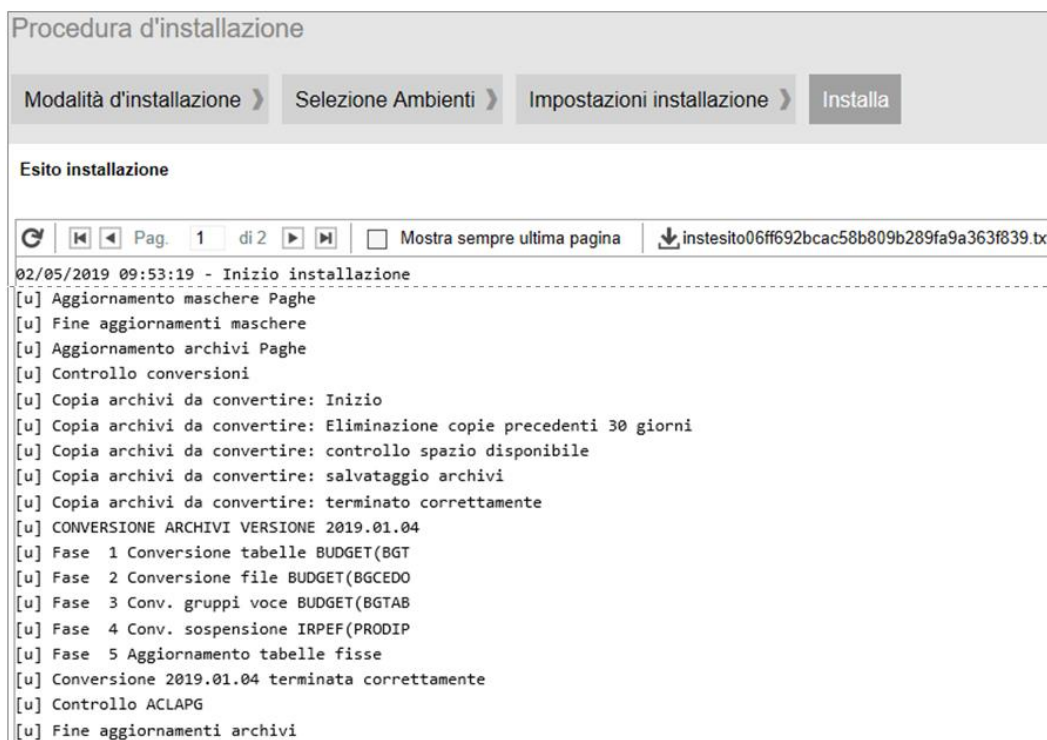 Procedura d'installazione
Modalità d'installazione Selezione Ambienti Impostazioni installazione Installa
Esito installazione
Pag. 1 di 2 Mostra sempre ultima pagina instesito06ff692bcac58b809b289fa9a363f839.tx
02/05/2019 09:53:19 - Inizio installazione
[u] Aggiornamento maschere Paghe
[u] Fine aggiornamenti maschere
[u] Aggiornamento archivi Paghe
[u] Controllo conversioni
[u] Copia archivi da convertire: Inizio
[u] Copia archivi da convertire: Eliminazione copie precedenti 30 giorni
[u] Copia archivi da convertire: controllo spazio disponibile
[u] Copia archivi da convertire: salvataggio archivi
[u] Copia archivi da convertire: terminato correttamente
[u] CONVERSIONE ARCHIVI VERSIONE 2019.01.04
[u] Fase  1 Conversione tabelle BUDGET(BGT
[u] Fase  2 Conversione file BUDGET(BGCEDO
[u] Fase  3 Conv. gruppi voce BUDGET(BGTAB
[u] Fase  4 Conv. sospensione IRPEF(PRODIP
[u] Fase  5 Aggiornamento tabelle fisse
[u] Conversione 2019.01.04 terminata correttamente
[u] Controllo ACLAPG
[u] Fine aggiornamenti archivi